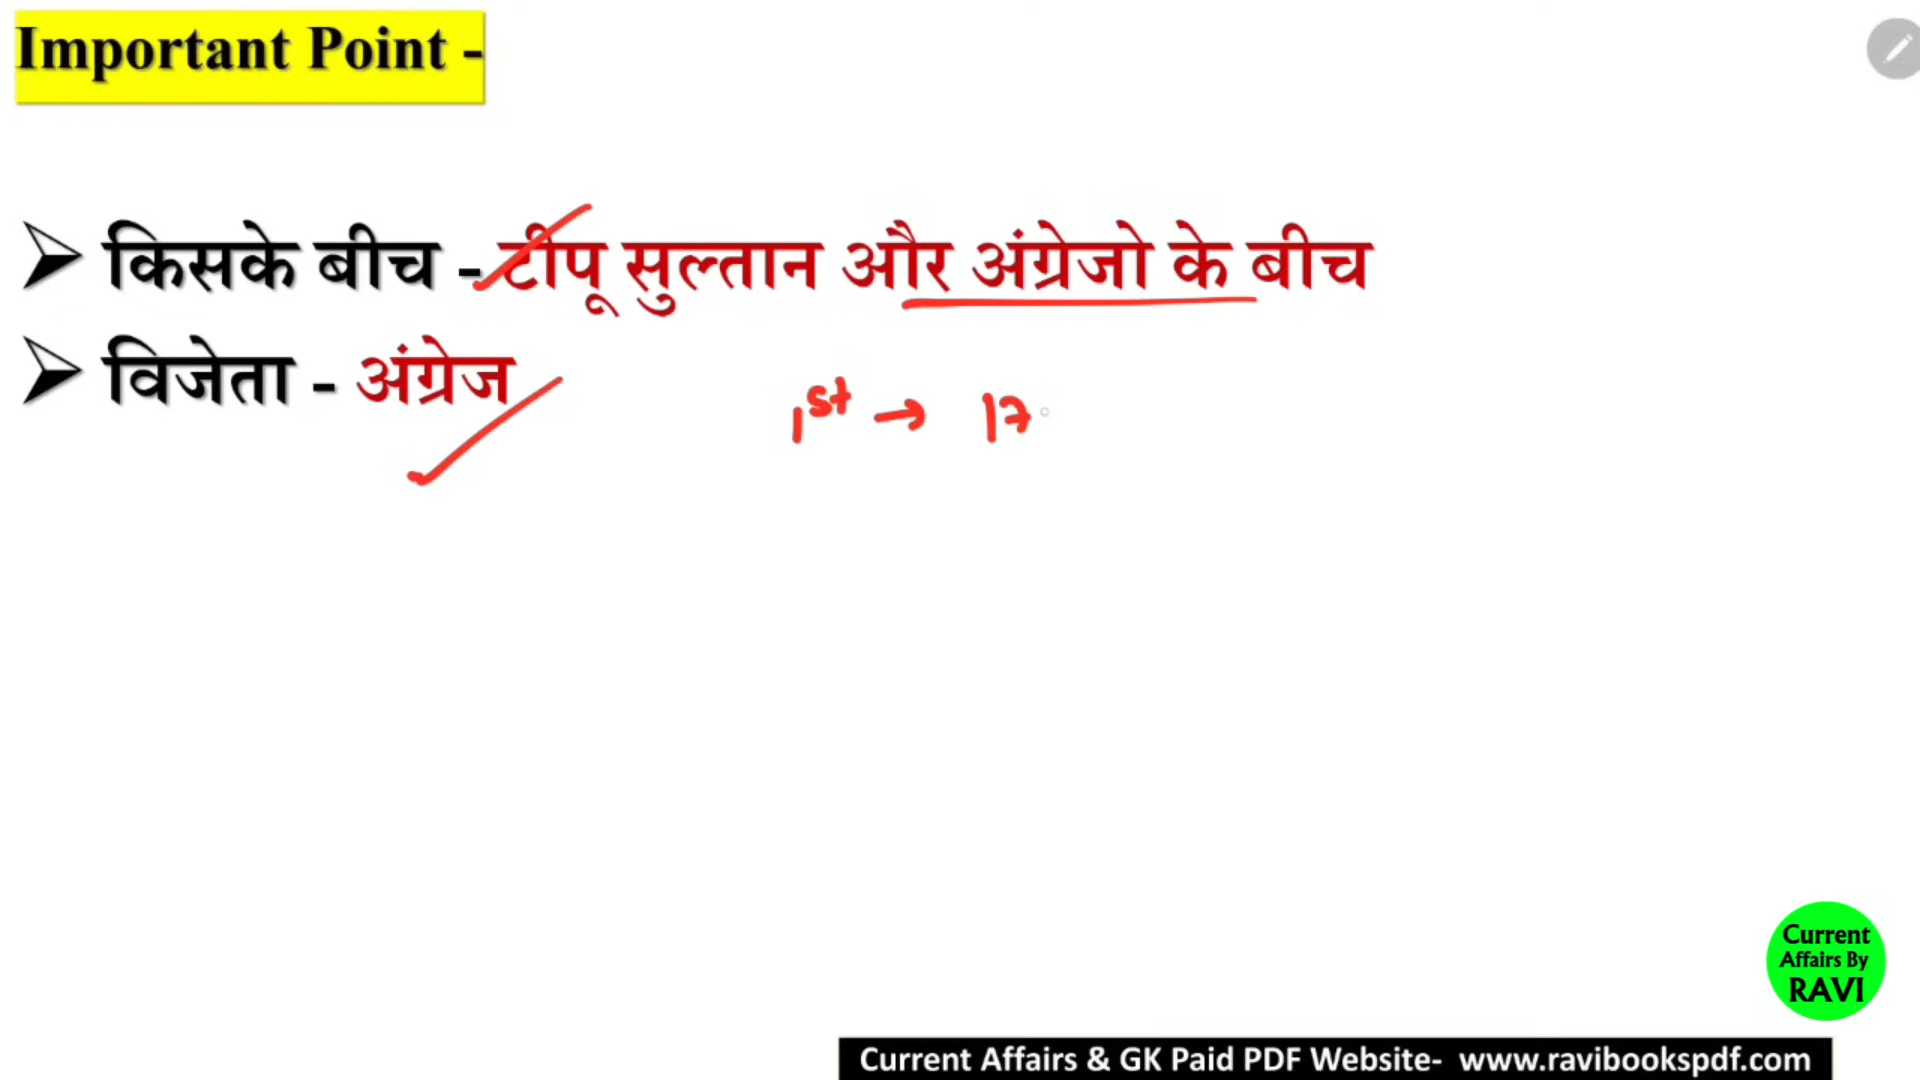 Important Point -
➢ किसके बीच - टीपू सुल्तान और अंग्रेजो के बीच
➢ विजेता - अंग्रेज
1st → 17
Current
Affairs By
RAVI
Current Affairs & GK Paid PDF Website- www.ravibookspdf.com